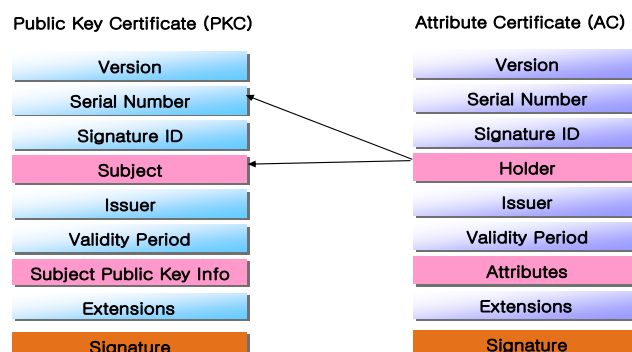 Public Key Certificate (PKC)
Version
Serial Number
Signature ID
Subject
Issuer
Validity Period
Subject Public Key Info
Extensions
Signature
Attribute Certificate (AC)
Version
Serial Number
Signature ID
Holder
Issuer
Validity Period
Attributes
Extensions
Signature